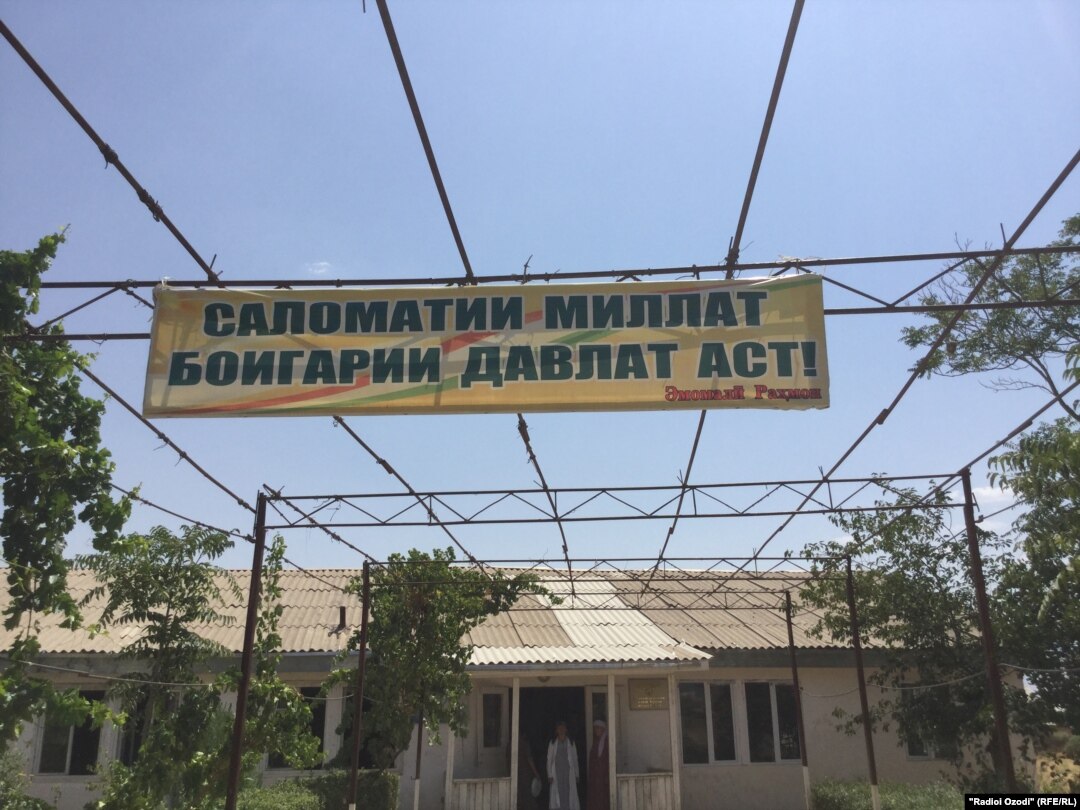 САЛОМАТИИ МИЛЛАТ
БОИГАРИИ ДАВЛАТ АСТ!
Эмомалӣ Раҳмон
"Radioi Ozodi" (RFE/RL)